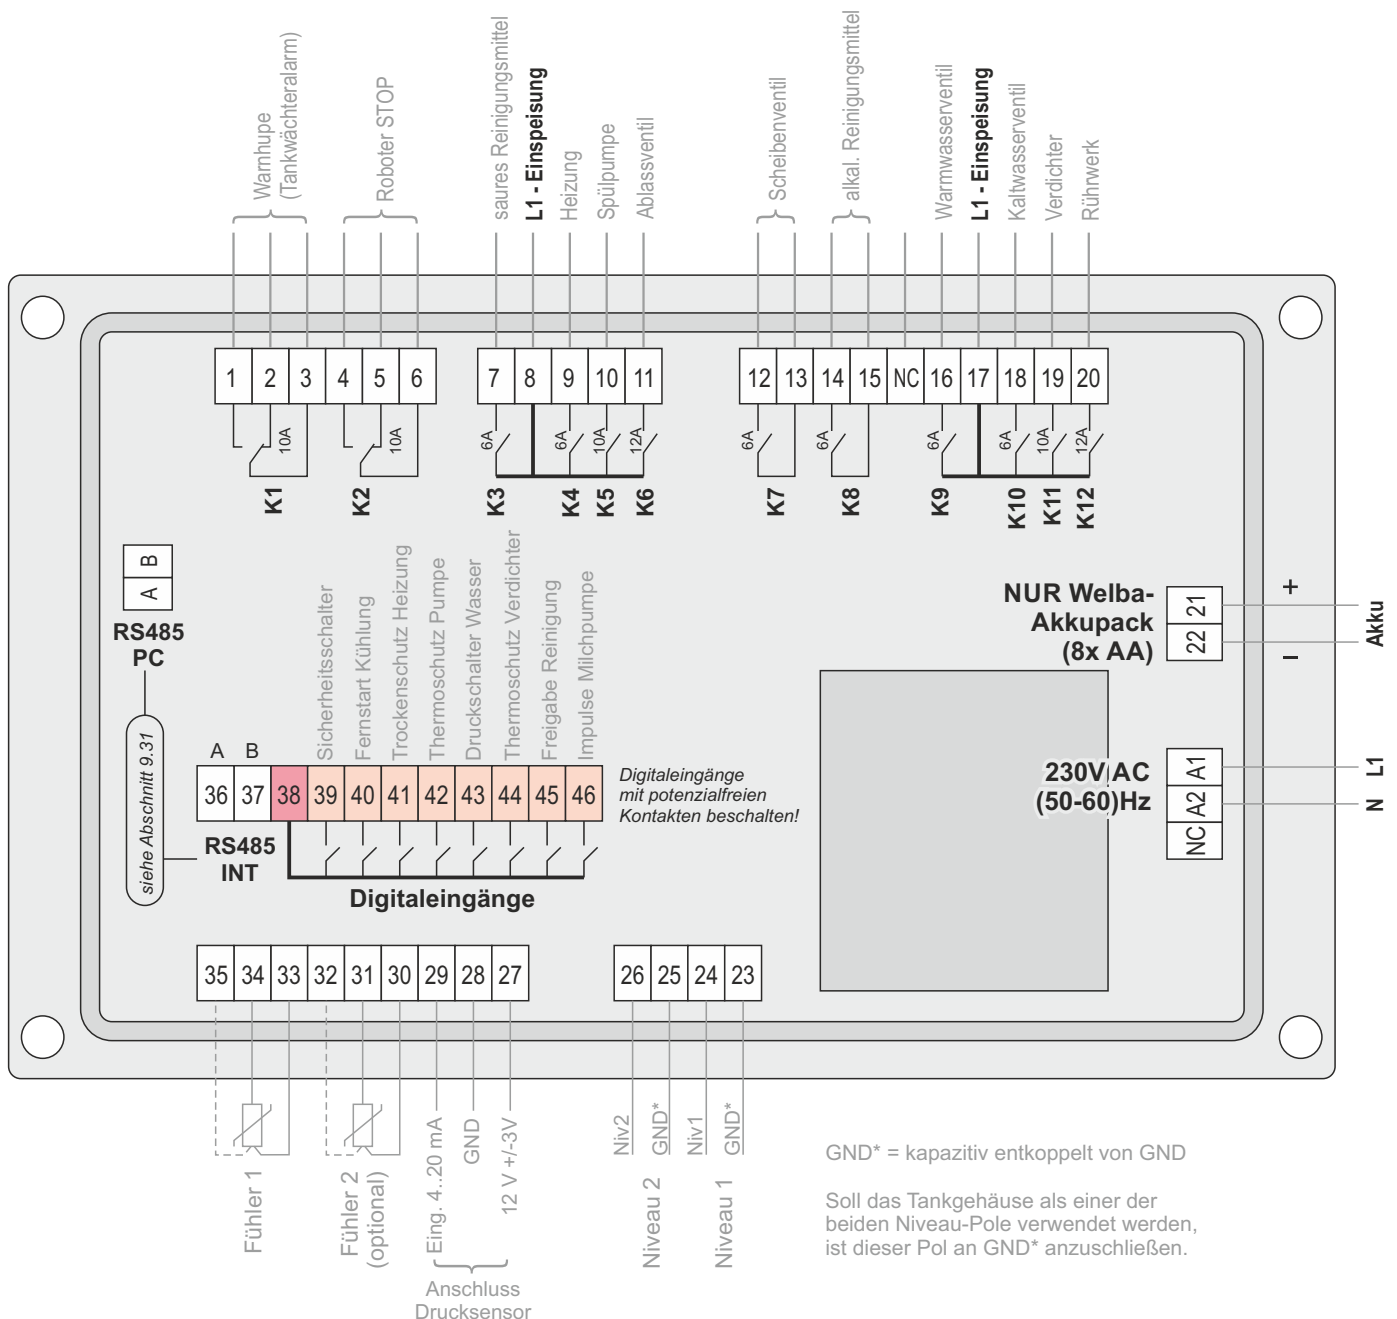 Warnhupe
(Tankwächteralarm)
Roboter STOP
saures Reinigungsmittel
L1 - Einspeisung
Heizung
Spülpumpe
Ablassventil
Scheibenventil
alkal. Reinigungsmittel
Warmwasserventil
L1 - Einspeisung
Kaltwasserventil
Verdichter
Rührwerk
1 2 3 4 5 6
7 8 9 10 11
12 13 14 15 NC 16 17 18 19 20
10A 10A
6A 6A 10A 12A
6A 6A 6A 6A 10A 12A
K1 K2
K3 K4 K5 K6
K7 K8 K9 K10 K11 K12
A B
RS485
PC
siehe Abschnitt 9.31
Sicherheitsschalter
Fernstart Kühlung
Trockenschutz Heizung
Thermoschutz Pumpe
Druckschalter Wasser
Thermoschutz Verdichter
Freigabe Reinigung
Impulse Milchpumpe
A B
36 37 38 39 40 41 42 43 44 45 46
RS485
INT
Digitaleingänge
Digitaleingänge
mit potenzialfreien
Kontakten beschalten!
NUR Welba-
Akkupack
(8x AA)
21
22
+
–
Akku
230V AC
(50-60)Hz
A1
A2
NC
L1
N
35 34 33 32 31 30 29 28 27
26 25 24 23
Fühler 1
Fühler 2
(optional)
Eing. 4..20 mA
GND
12 V +/-3V
Anschluss
Drucksensor
Niv2
GND*
Niv1
GND*
Niveau 2
Niveau 1
GND* = kapazitiv entkoppelt von GND
Soll das Tankgehäuse als einer der
beiden Niveau-Pole verwendet werden,
ist dieser Pol an GND* anzuschließen.